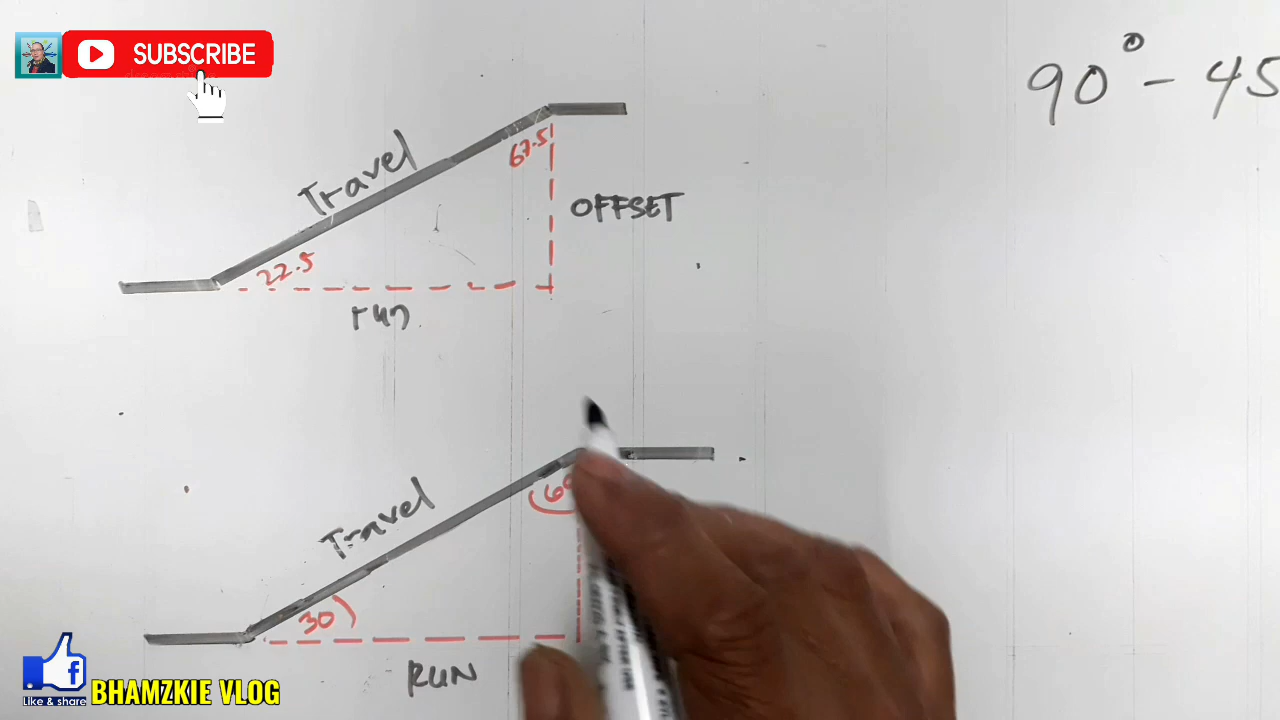 SUBSCRIBE
90° - 45
67.5
Travel
OFFSET
22.5
run
Travel
30
RUN
Like & share
BHAMZKIE VLOG